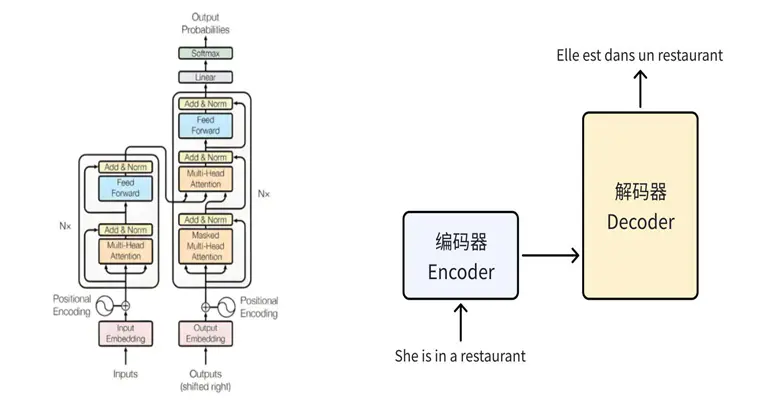 Output
Probabilities
Softmax
Linear
Add & Norm
Feed
Forward
Add & Norm
Multi-Head
Attention
Add & Norm
Masked
Multi-Head
Attention
Nx
Positional
Encoding
Output
Embedding
Outputs
(shifted right)
Add & Norm
Feed
Forward
Add & Norm
Multi-Head
Attention
Nx
Positional
Encoding
Input
Embedding
Inputs
Elle est dans un restaurant
解码器
Decoder
编码器
Encoder
She is in a restaurant